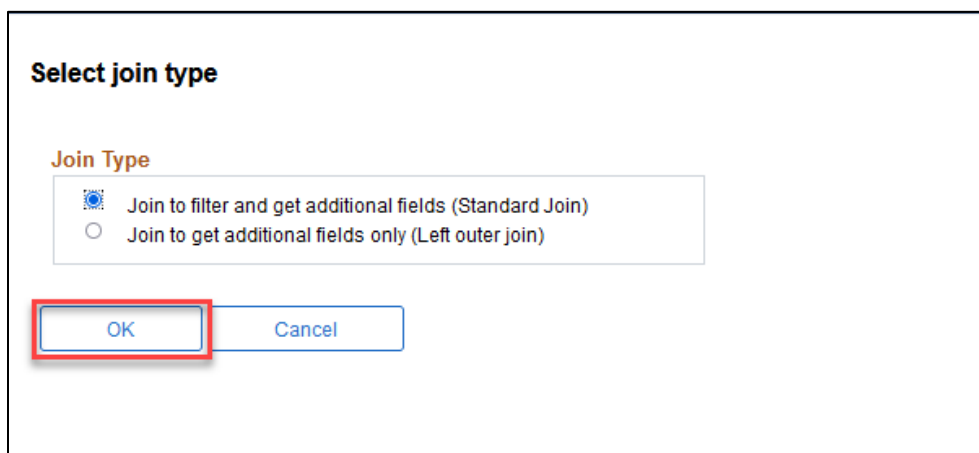 Select join type
Join Type
Join to filter and get additional fields (Standard Join)
Join to get additional fields only (Left outer join)
OK Cancel